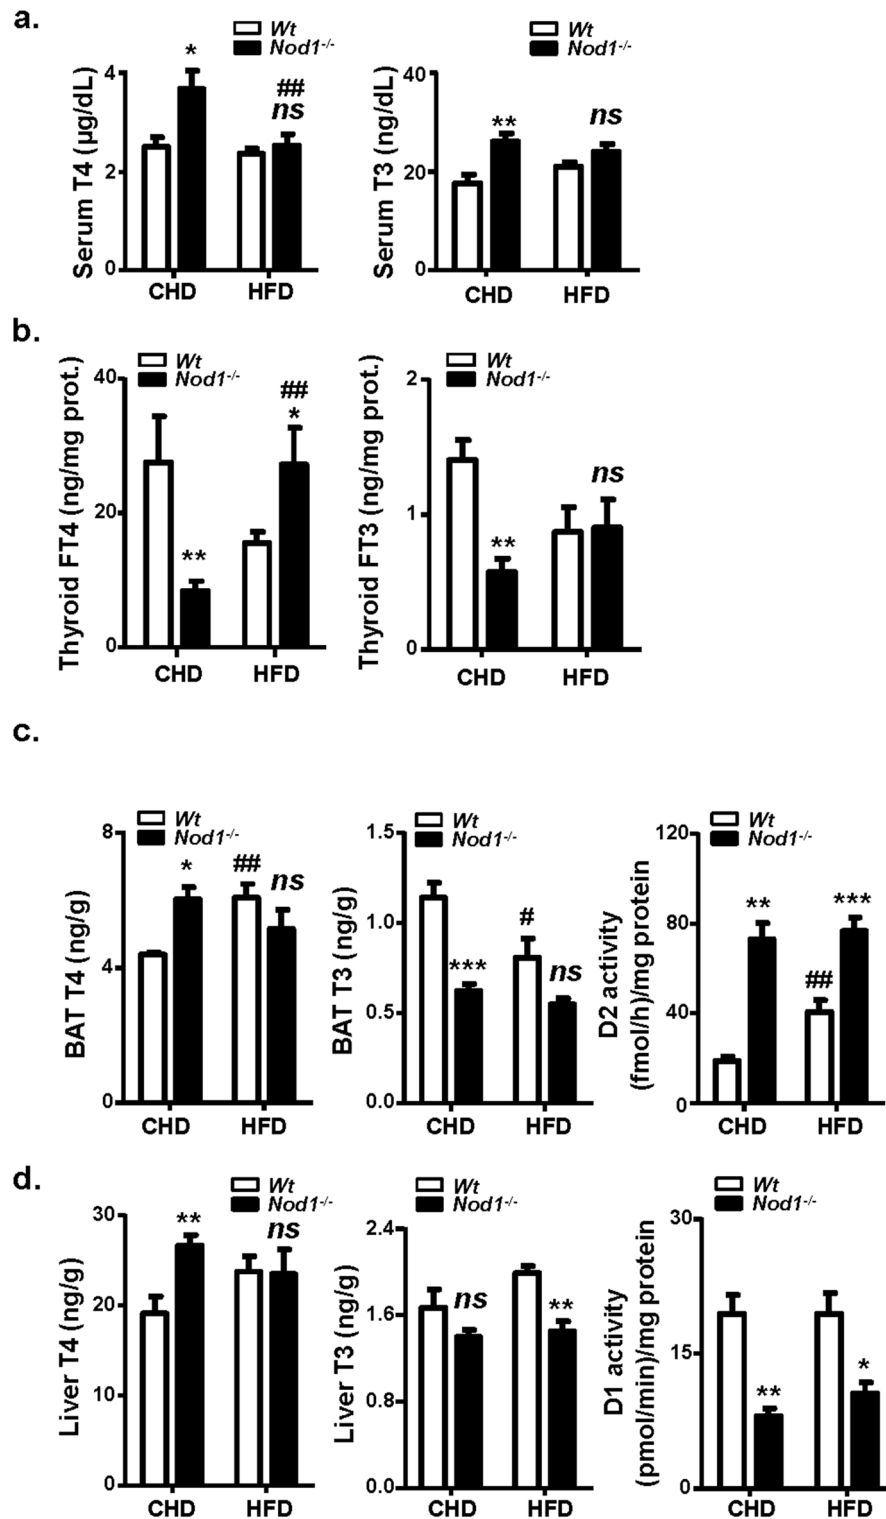 a.
Wt
Nod1-/-
Serum T4 (µg/dL)
4
2
0
*
##
ns
CHD HFD
Wt
Nod1-/-
Serum T3 (ng/dL)
40
20
0
**
ns
CHD HFD
b.
Wt
Nod1-/-
Thyroid FT4 (ng/mg prot.)
40
20
0
**
##
*
CHD HFD
Wt
Nod1-/-
Thyroid FT3 (ng/mg prot.)
2
1
0
**
ns
CHD HFD
c.
Wt
Nod1-/-
BAT T4 (ng/g)
8
4
0
*
##
ns
CHD HFD
Wt
Nod1-/-
BAT T3 (ng/g)
1.5
1.0
0.5
0.0
***
#
ns
CHD HFD
Wt
Nod1-/-
D2 activity
(fmol/h)/mg protein
120
80
40
0
**
##
***
CHD HFD
d.
Wt
Nod1-/-
Liver T4 (ng/g)
30
20
10
0
**
ns
CHD HFD
Wt
Nod1-/-
Liver T3 (ng/g)
2.4
1.6
0.8
0.0
ns
**
CHD HFD
Wt
Nod1-/-
D1 activity
(pmol/min)/mg protein
30
15
0
**
*
CHD HFD